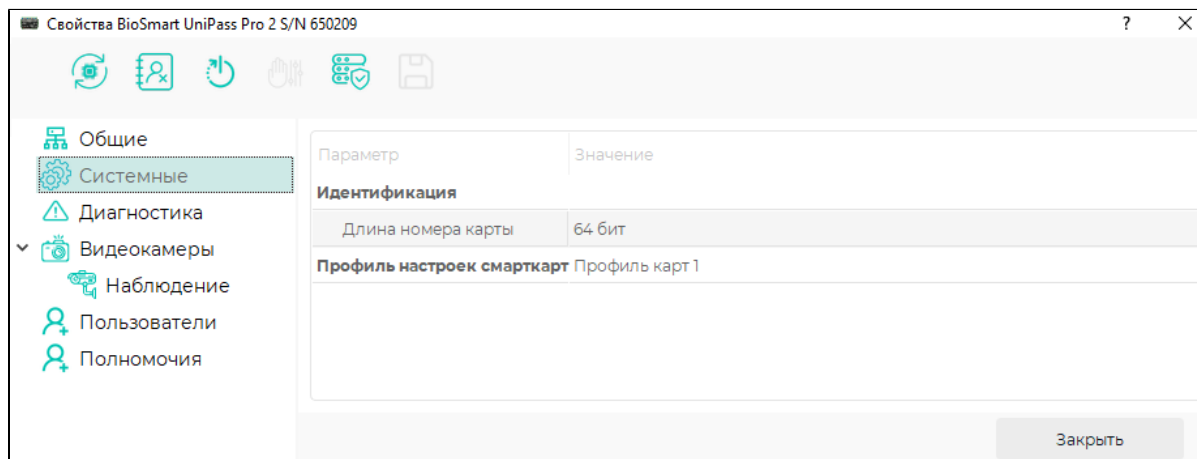 Свойства BioSmart UniPass Pro 2 S/N 650209
Общие
Системные
Диагностика
Видеокамеры
Наблюдение
Пользователи
Полномочия
Параметр Значение
Идентификация
Длина номера карты 64 бит
Профиль настроек смарткарт Профиль карт 1
Закрыть